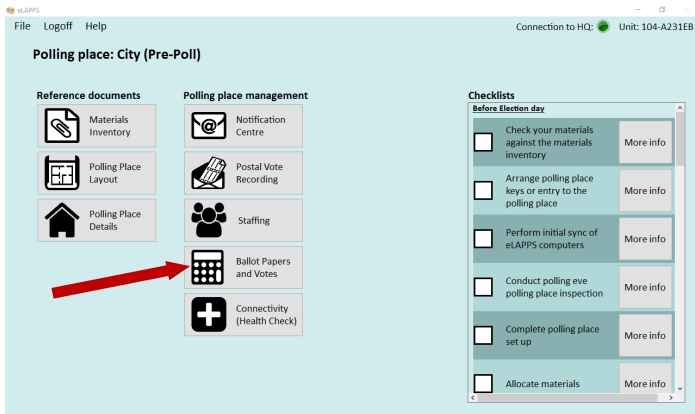 eLAPPS
File Logoff Help
Connection to HQ: Unit: 104-A231EB
Polling place: City (Pre-Poll)
Reference documents
Materials
Inventory
Polling Place
Layout
Polling Place
Details
Polling place management
Notification
Centre
Postal Vote
Recording
Staffing
Ballot Papers
and Votes
Connectivity
(Health Check)
Checklists
Before Election day
Check your materials
against the materials
inventory
More info
Arrange polling place
keys or entry to the
polling place
More info
Perform initial sync of
eLAPPS computers
More info
Conduct polling eve
polling place inspection
More info
Complete polling place
set up
More info
Allocate materials
More info